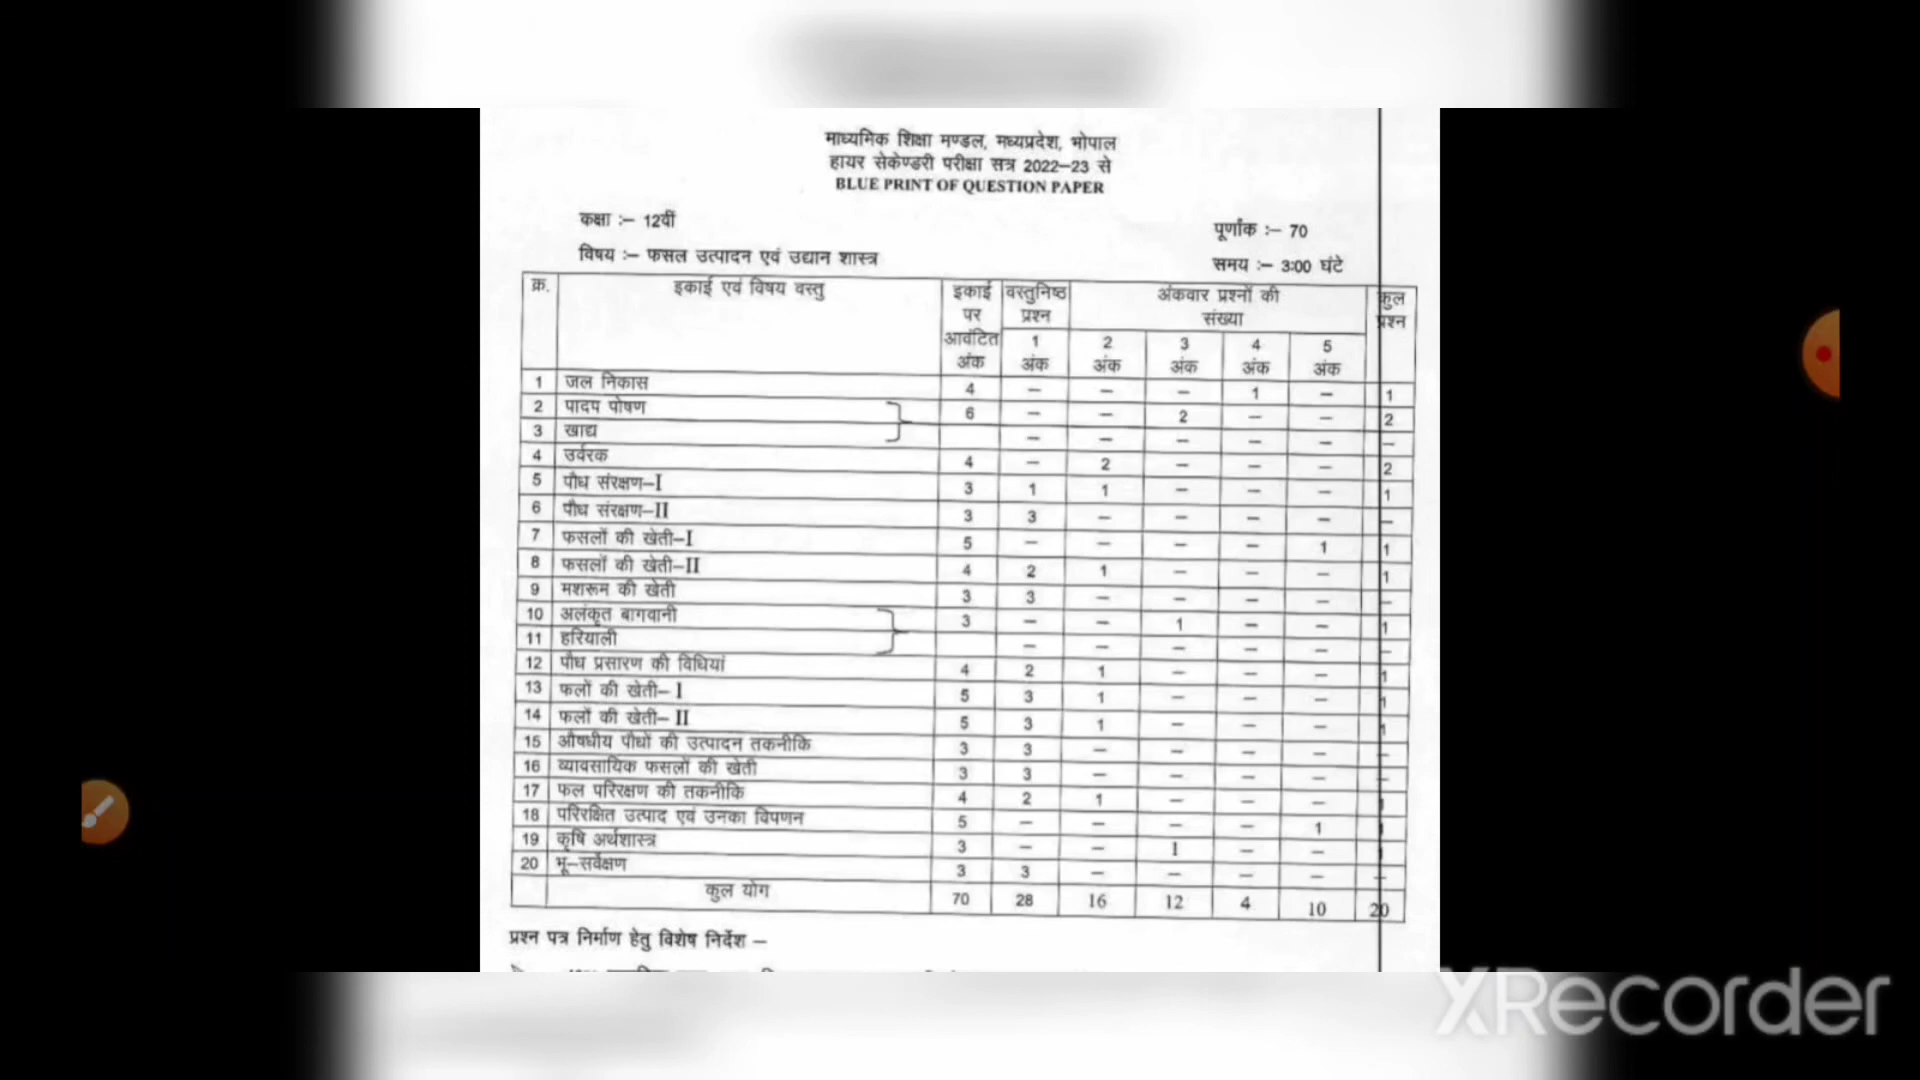 माध्यमिक शिक्षा मण्डल, मध्यप्रदेश, भोपाल
हायर सेकेण्डरी परीक्षा सत्र 2022–23 से
BLUE PRINT OF QUESTION PAPER
कक्षा :– 12वीं
पूर्णांक :– 70
विषय :– फसल उत्पादन एवं उद्यान शास्त्र
समय :– 3:00 घंटे
क्र. इकाई एवं विषय वस्तु इकाई पर आवंटित अंक वस्तुनिष्ठ प्रश्न अंकवार प्रश्नों की संख्या कुल प्रश्न
1 अंक 2 अंक 3 अंक 4 अंक 5 अंक
1 जल निकास 4 – – – 1 – 1
2 पादप पोषण 6 – – 2 – – 2
3 खाद्य – – – – – –
4 उर्वरक 4 – 2 – – – 2
5 पौध संरक्षण–I 3 1 1 – – – 1
6 पौध संरक्षण–II 3 3 – – – – –
7 फसलों की खेती–I 5 – – – – 1 1
8 फसलों की खेती–II 4 2 1 – – – 1
9 मशरूम की खेती 3 3 – – – – –
10 अलंकृत बागवानी 3 – – 1 – – 1
11 हरियाली – – – – – –
12 पौध प्रसारण की विधियां 4 2 1 – – – 1
13 फलों की खेती– I 5 3 1 – – – 1
14 फलों की खेती– II 5 3 1 – – – 1
15 औषधीय पौधों की उत्पादन तकनीकि 3 3 – – – – –
16 व्यावसायिक फसलों की खेती 3 3 – – – – –
17 फल परिरक्षण की तकनीकि 4 2 1 – – – 1
18 परिरक्षित उत्पाद एवं उनका विपणन 5 – – – – 1 1
19 कृषि अर्थशास्त्र 3 – – 1 – – 1
20 भू–सर्वेक्षण 3 3 – – – – –
कुल योग 70 28 16 12 4 10 20
प्रश्न पत्र निर्माण हेतु विशेष निर्देश –
XRecorder